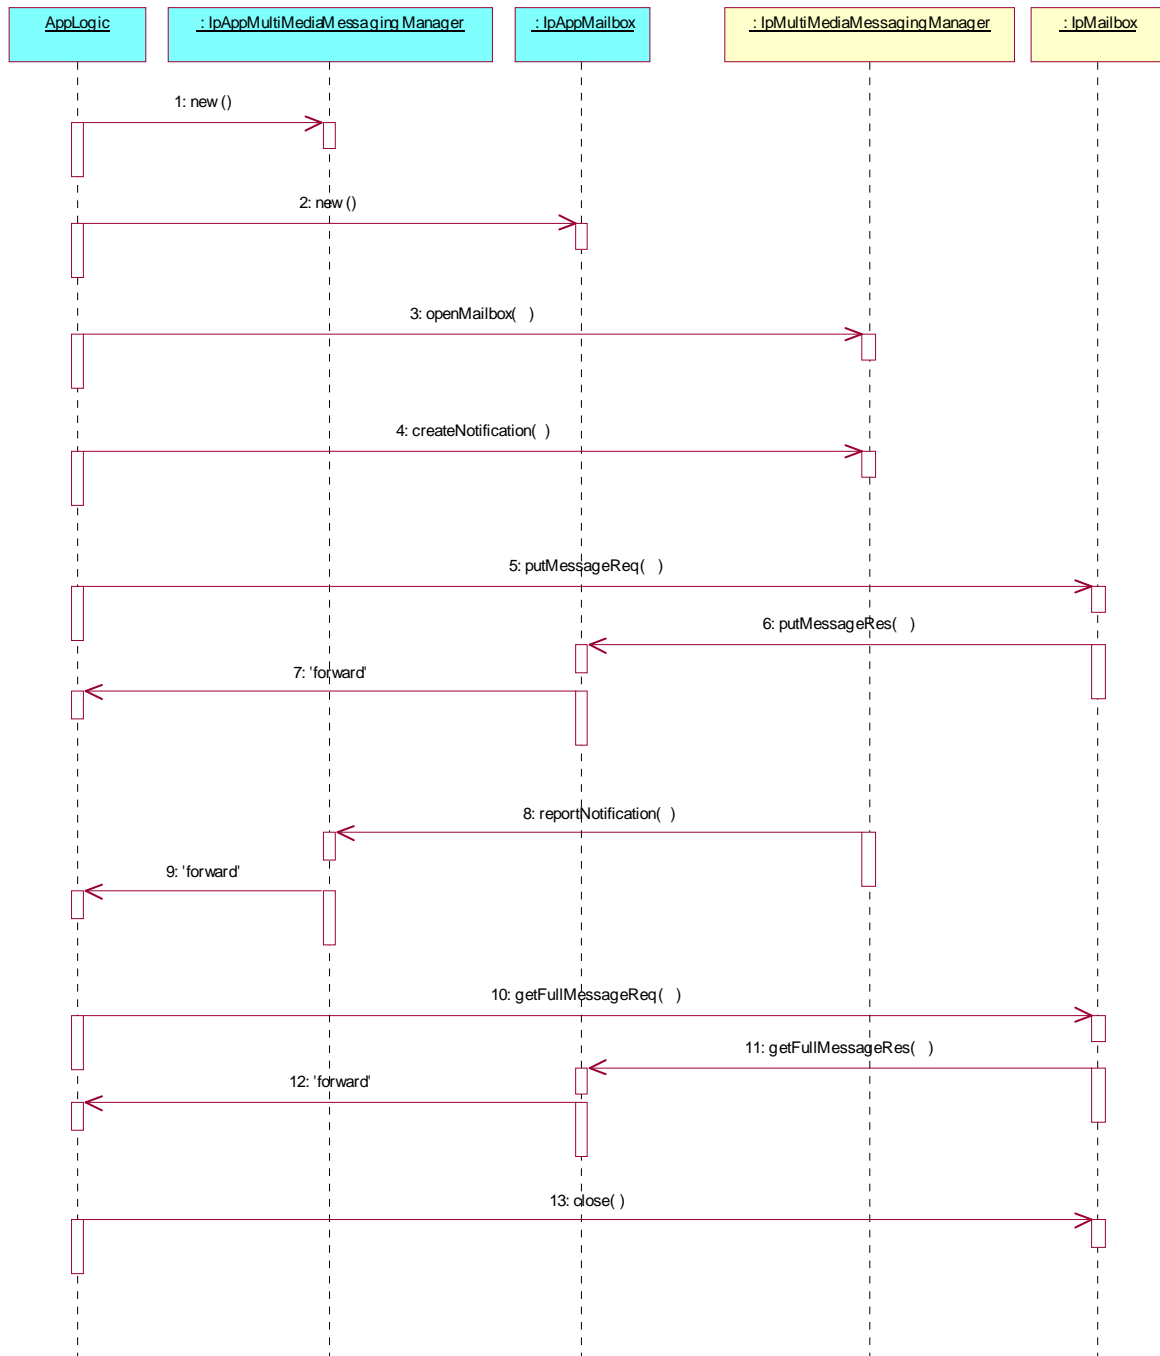 AppLogic
: IpAppMultiMediaMessagingManager
: IpAppMailbox
: IpMultiMediaMessagingManager
: IpMailbox
1: new ()
2: new ()
3: openMailbox( )
4: createNotification( )
5: putMessageReq( )
6: putMessageRes( )
7: 'forward'
8: reportNotification( )
9: 'forward'
10: getFullMessageReq( )
11: getFullMessageRes( )
12: 'forward'
13: close( )